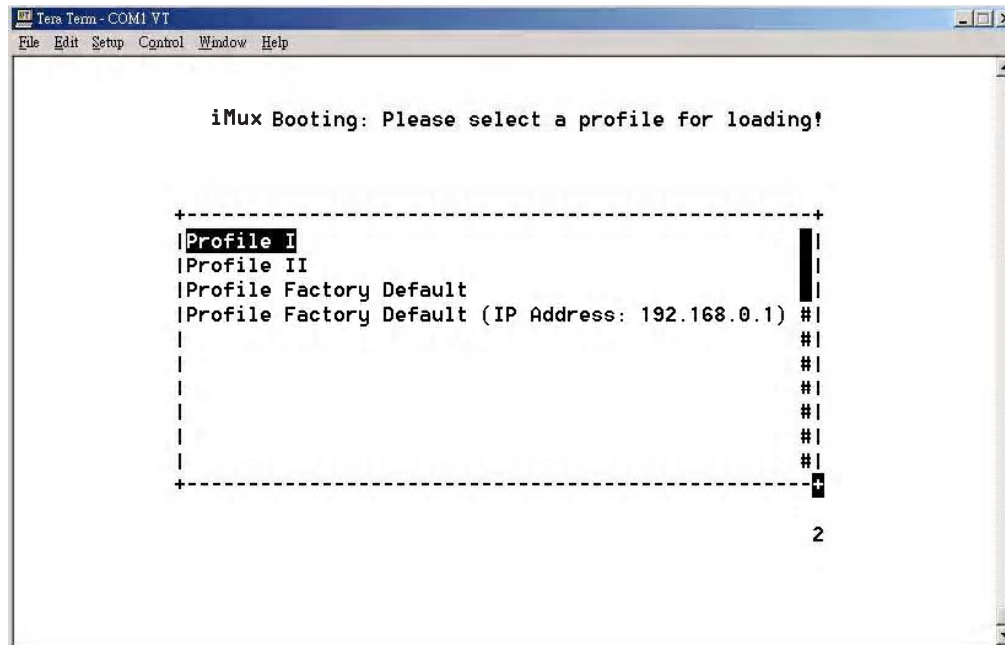 Tera Term - COM1 VT
File Edit Setup Control Window Help
iMux Booting: Please select a profile for loading!
+---------------------------------------------------+
|Profile I |
|Profile II |
|Profile Factory Default |
|Profile Factory Default (IP Address: 192.168.0.1) #|
| #|
| #|
| #|
| #|
| #|
| #|
+---------------------------------------------------+
2